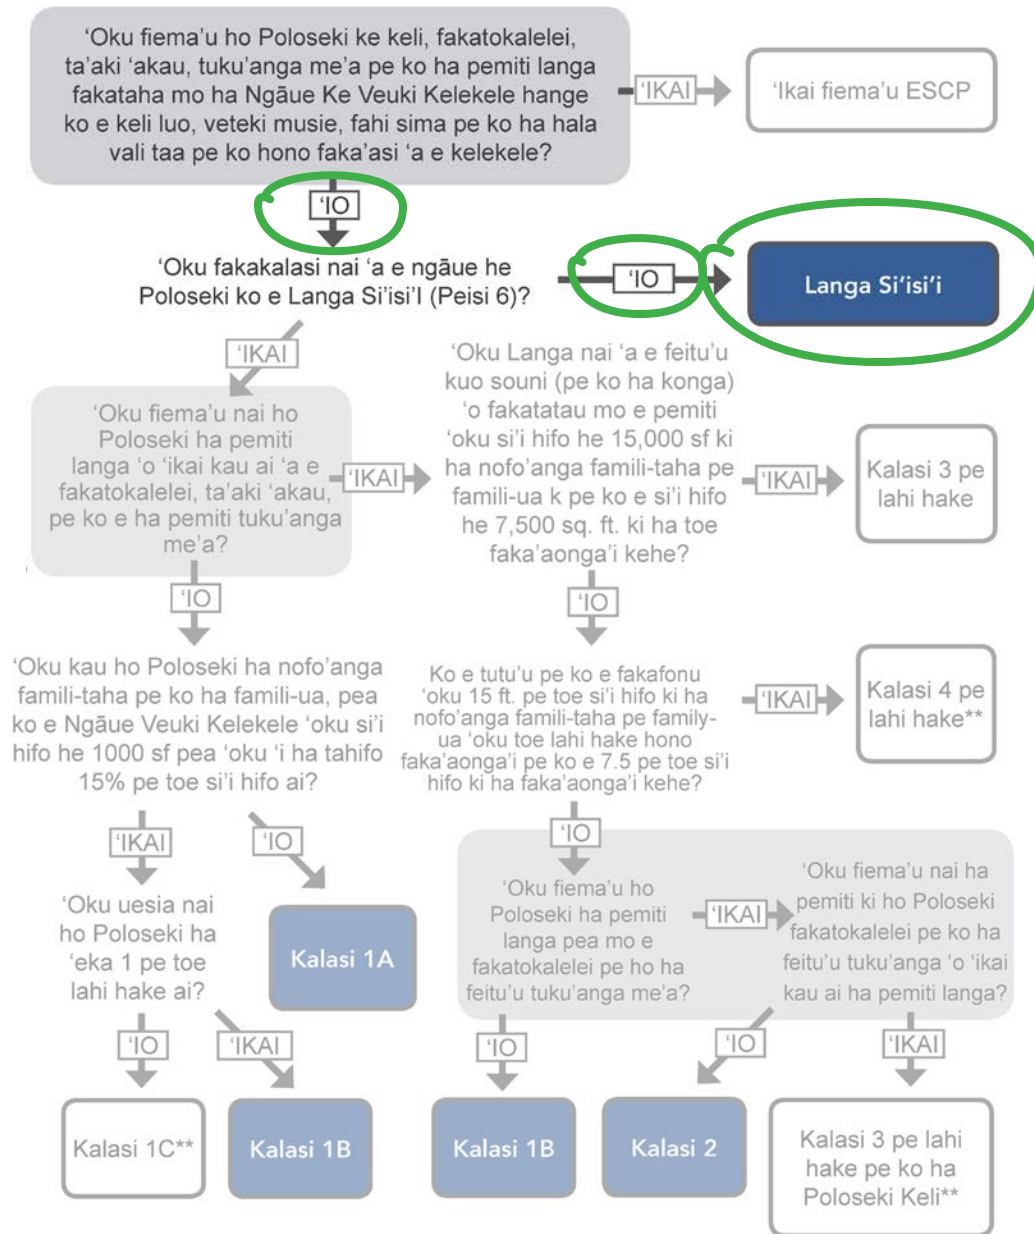 ‘Oku fiema’u ho Poloseki ke keli, fakatokalelei,
ta’aki ‘akau, tuku’anga me’a pe ko ha pemiti langa
fakataha mo ha Ngāue Ke Veuki Kelekele hange
ko e keli luo, veteki musie, fahi sima pe ko ha hala
vali taa pe ko hono faka’asi ‘a e kelekele?
‘IKAI
‘Ikai fiema’u ESCP
‘IO
‘Oku fakakalasi nai ‘a e ngāue he
Poloseki ko e Langa Si’isi’I (Peisi 6)?
‘IO
Langa Si’isi’i
‘IKAI
‘Oku fiema’u nai ho
Poloseki ha pemiti
langa ‘o ‘ikai kau ai ‘a e
fakatokalelei, ta’aki ‘akau,
pe ko e ha pemiti tuku’anga
me’a?
‘IKAI
‘Oku Langa nai ‘a e feitu’u
kuo souni (pe ko ha konga)
‘o fakatatau mo e pemiti
‘oku si’i hifo he 15,000 sf ki
ha nofo’anga famili-taha pe
famili-ua k pe ko e si’i hifo
he 7,500 sq. ft. ki ha toe
faka’aonga’i kehe?
‘IKAI
Kalasi 3 pe
lahi hake
‘IO
‘IO
‘Oku kau ho Poloseki ha nofo’anga
famili-taha pe ko ha famili-ua, pea
ko e Ngāue Veuki Kelekele ‘oku si’i
hifo he 1000 sf pea ‘oku ‘i ha tahifo
15% pe toe si’i hifo ai?
Ko e tutu’u pe ko e fakafonu
‘oku 15 ft. pe toe si’i hifo ki ha
nofo’anga famili-taha pe family-
ua ‘oku toe lahi hake hono
faka’aonga’i pe ko e 7.5 pe toe si’i
hifo ki ha faka’aonga’i kehe?
‘IKAI
Kalasi 4 pe
lahi hake**
‘IKAI
‘IO
‘IO
‘Oku uesia nai
ho Poloseki ha
‘eka 1 pe toe
lahi hake ai?
Kalasi 1A
‘Oku fiema’u ho
Poloseki ha pemiti
langa pea mo e
fakatokalelei pe ho ha
feitu’u tuku’anga me’a?
‘IKAI
‘Oku fiema’u nai ha
pemiti ki ho Poloseki
fakatokalelei pe ko ha
feitu’u tuku’anga ‘o ‘ikai
kau ai ha pemiti langa?
‘IO
‘IKAI
‘IO
‘IO
‘IKAI
Kalasi 1C**
Kalasi 1B
Kalasi 1B
Kalasi 2
Kalasi 3 pe lahi
hake pe ko ha
Poloseki Keli**